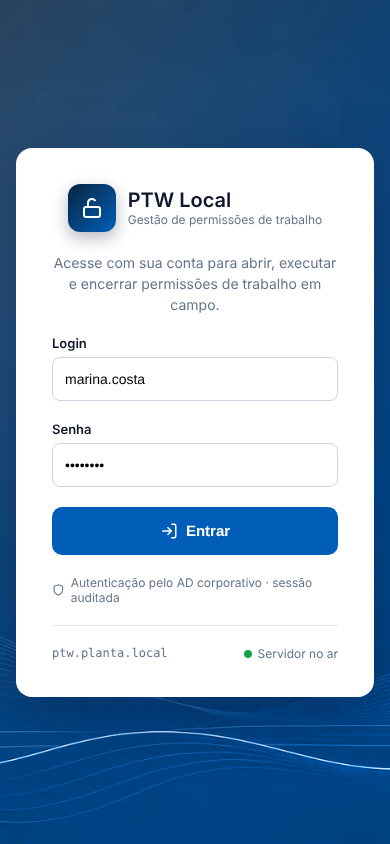 PTW Local
Gestão de permissões de trabalho
Acesse com sua conta para abrir, executar
e encerrar permissões de trabalho em
campo.
Login
marina.costa
Senha
••••••••
Entrar
Autenticação pelo AD corporativo · sessão
auditada
ptw.planta.local
Servidor no ar